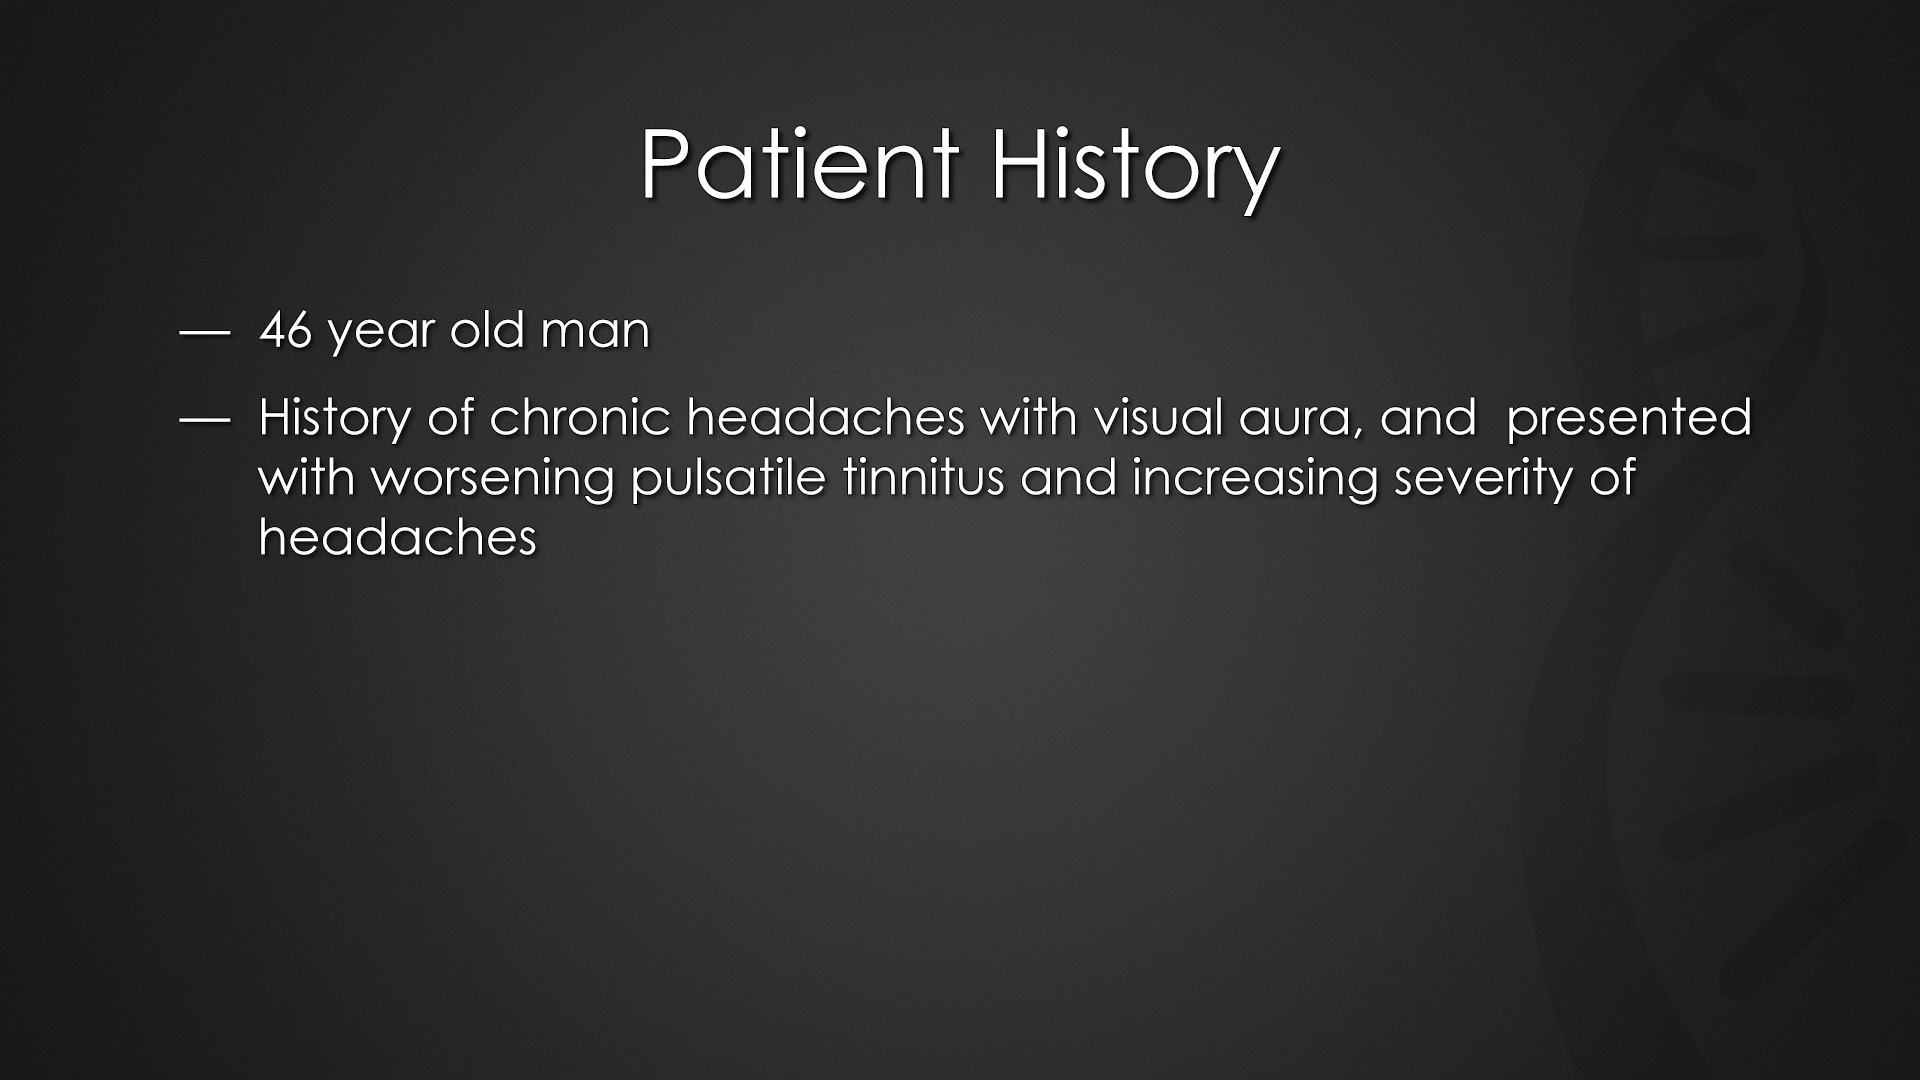 Patient History
— 46 year old man
— History of chronic headaches with visual aura, and  presented
with worsening pulsatile tinnitus and increasing severity of
headaches